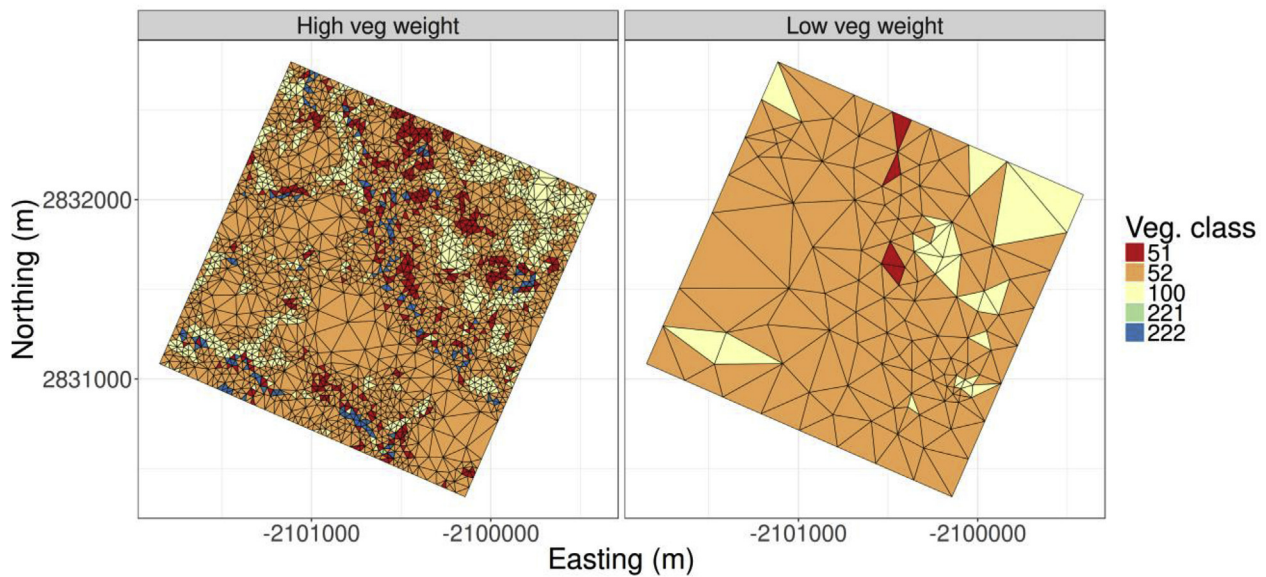 High veg weight
Low veg weight
Northing (m)
2832000
2831000
-2101000
-2100000
-2101000
-2100000
Easting (m)
Veg. class
51
52
100
221
222